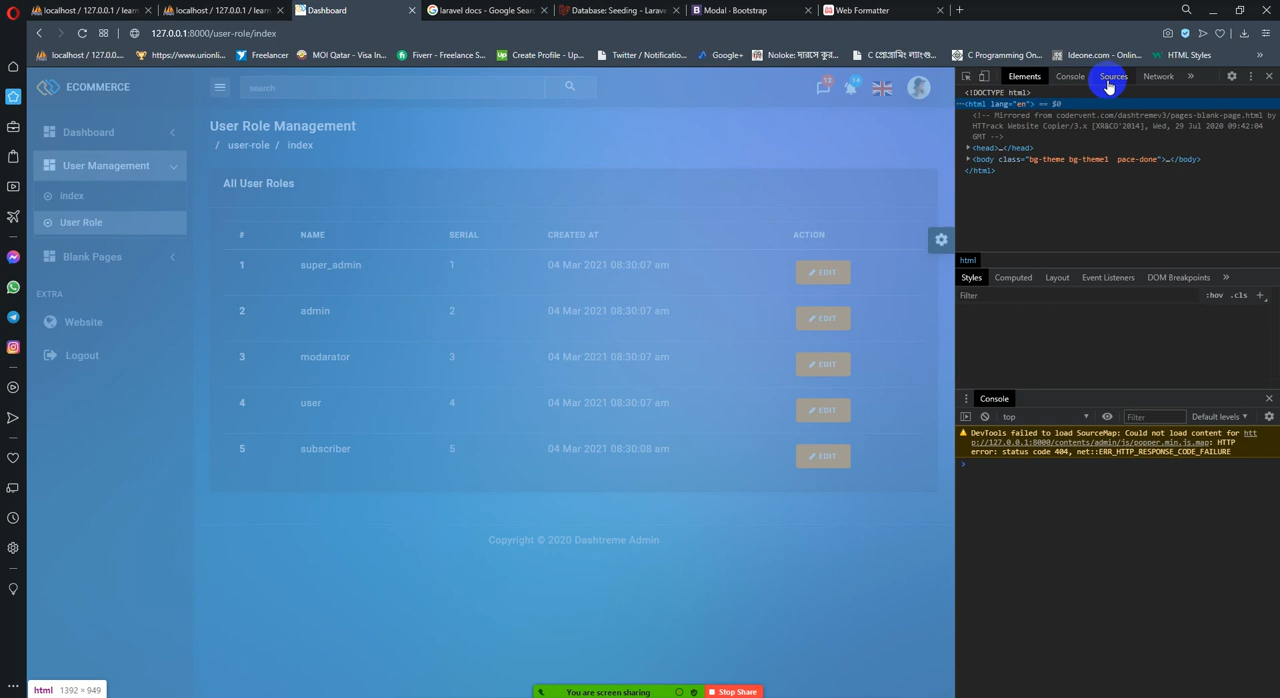 localhost / 127.0.0.1 / learn
localhost / 127.0.0.1 / learn
Dashboard
laravel docs - Google Sear
Database: Seeding - Larave
Modal · Bootstrap
Web Formatter
127.0.0.1:8000/user-role/index
localhost / 127.0.0....
https://www.urionli...
Freelancer
MOI Qatar - Visa In...
Fiverr - Freelance S...
Create Profile - Up...
Twitter / Notificatio...
Google+
C Programming On...
Ideone.com - Onlin...
HTML Styles
ECOMMERCE
search
13
14
Dashboard
User Management
index
User Role
Blank Pages
EXTRA
Website
Logout
User Role Management
/ user-role / index
All User Roles
# NAME SERIAL CREATED AT ACTION
1 super_admin 1 04 Mar 2021 08:30:07 am EDIT
2 admin 2 04 Mar 2021 08:30:07 am EDIT
3 modarator 3 04 Mar 2021 08:30:07 am EDIT
4 user 4 04 Mar 2021 08:30:07 am EDIT
5 subscriber 5 04 Mar 2021 08:30:08 am EDIT
Copyright © 2020 Dashtreme Admin
html 1392 × 949
You are screen sharing
Stop Share
Elements Console Sources Network
<!DOCTYPE html>
<html lang="en"> == $0
<!-- Mirrored from codervent.com/dashtremev3/pages-blank-page.html by
HTTrack Website Copier/3.x [XR&CO'2014], Wed, 29 Jul 2020 09:42:04
GMT -->
<head>…</head>
<body class="bg-theme bg-theme1  pace-done">…</body>
</html>
html
Styles Computed Layout Event Listeners DOM Breakpoints
Filter :hov .cls
Console
top Filter Default levels
DevTools failed to load SourceMap: Could not load content for htt
p://127.0.0.1:8000/contents/admin/js/popper.min.js.map: HTTP
error: status code 404, net::ERR_HTTP_RESPONSE_CODE_FAILURE